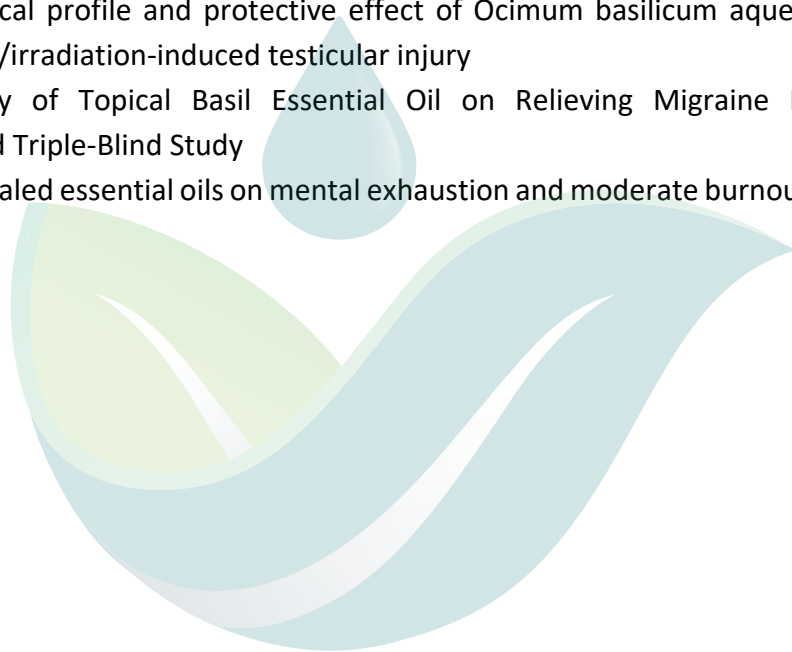 cal profile and protective effect of Ocimum basilicum aque
/irradiation-induced testicular injury
y of Topical Basil Essential Oil on Relieving Migraine
d Triple-Blind Study
aled essential oils on mental exhaustion and moderate burnou